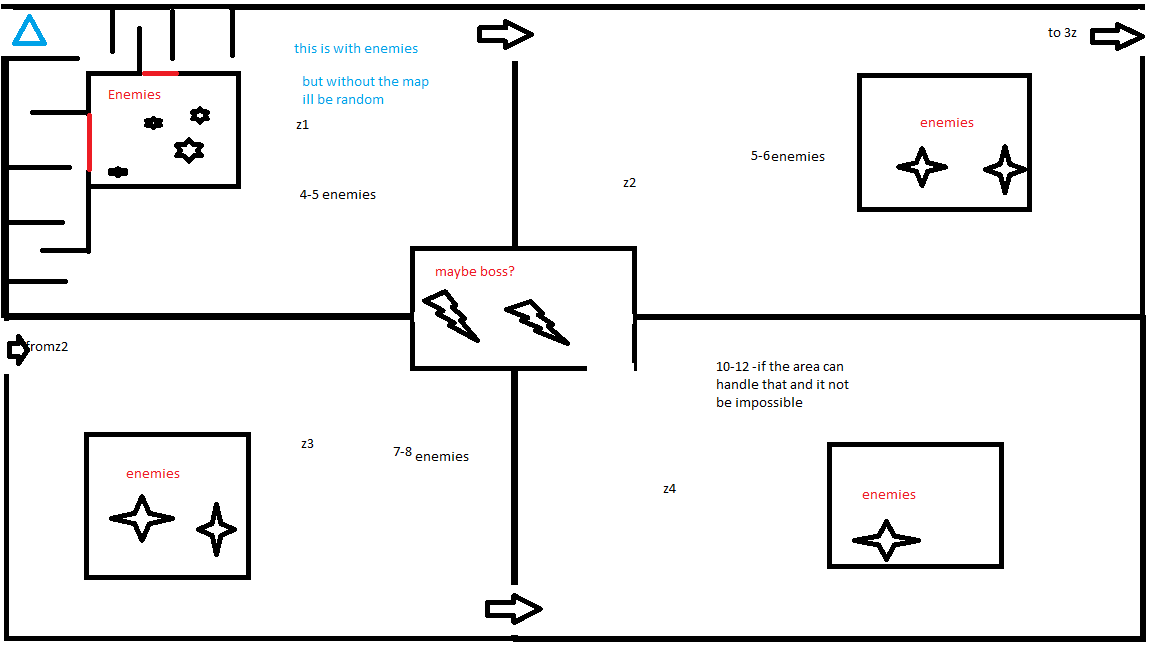 to 3z
this is with enemies
but without the map
ill be random
Enemies
z1
enemies
5-6enemies
z2
4-5 enemies
maybe boss?
fromz2
10-12 -if the area can
handle that and it not
be impossible
z3
7-8 enemies
enemies
z4
enemies